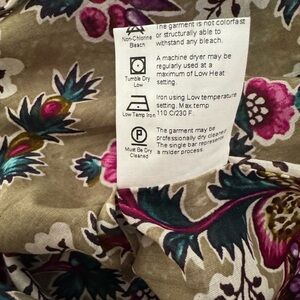 The garment is not colorfast
or structurally able to
withstand any bleach.
Non-Chlorine
Bleach
A machine dryer may be
regularly used at a
maximum of Low Heat
setting.
Tumble Dry
Low
Iron using Low temperature
setting. Max.temp
110 C/230 F.
Low Temp Iron
The garment may be
professionally dry cleaned
The single bar represents
a milder process.
P
Must Be Dry
Cleaned